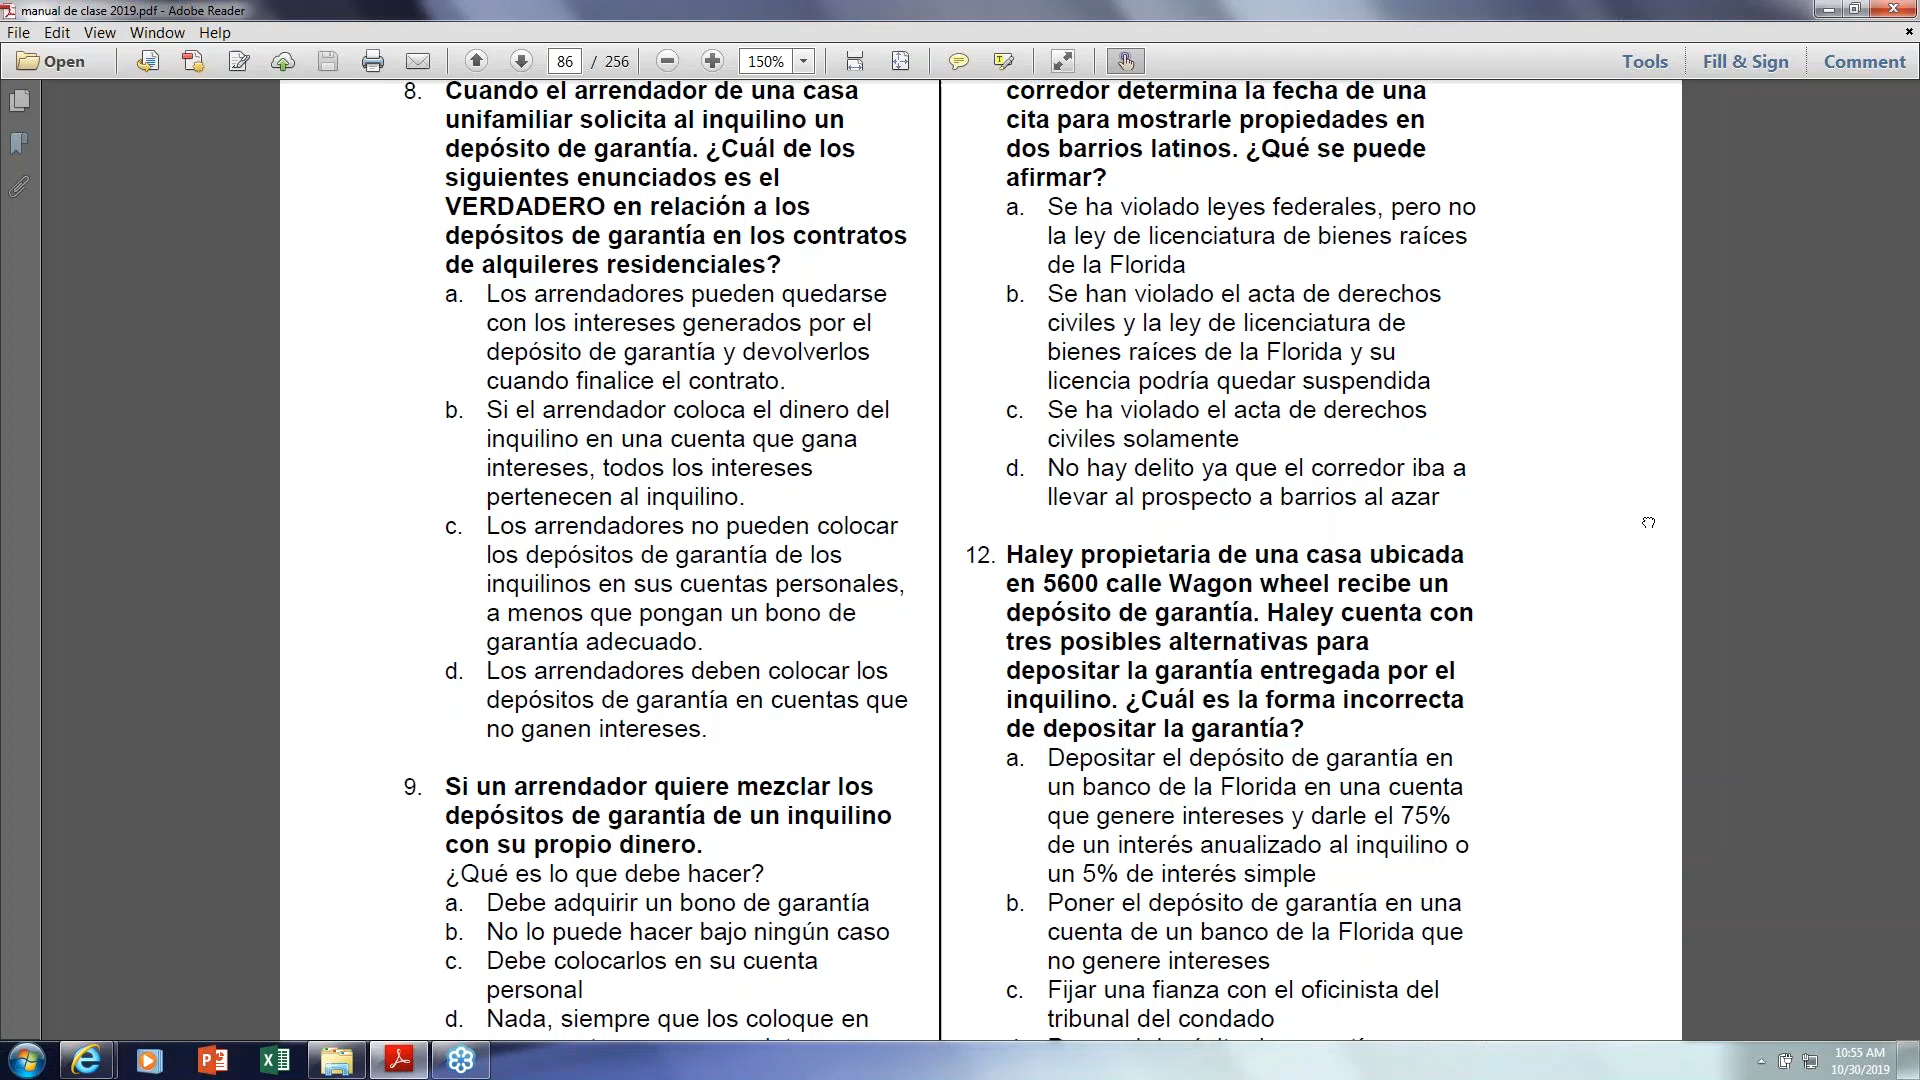 manual de clase 2019.pdf - Adobe Reader
File Edit View Window Help
Open
86 / 256
150%
Tools
Fill & Sign
Comment
8. Cuando el arrendador de una casa
unifamiliar solicita al inquilino un
depósito de garantía. ¿Cuál de los
siguientes enunciados es el
VERDADERO en relación a los
depósitos de garantía en los contratos
de alquileres residenciales?
a. Los arrendadores pueden quedarse
con los intereses generados por el
depósito de garantía y devolverlos
cuando finalice el contrato.
b. Si el arrendador coloca el dinero del
inquilino en una cuenta que gana
intereses, todos los intereses
pertenecen al inquilino.
c. Los arrendadores no pueden colocar
los depósitos de garantía de los
inquilinos en sus cuentas personales,
a menos que pongan un bono de
garantía adecuado.
d. Los arrendadores deben colocar los
depósitos de garantía en cuentas que
no ganen intereses.
9. Si un arrendador quiere mezclar los
depósitos de garantía de un inquilino
con su propio dinero.
¿Qué es lo que debe hacer?
a. Debe adquirir un bono de garantía
b. No lo puede hacer bajo ningún caso
c. Debe colocarlos en su cuenta
personal
d. Nada, siempre que los coloque en
corredor determina la fecha de una
cita para mostrarle propiedades en
dos barrios latinos. ¿Qué se puede
afirmar?
a. Se ha violado leyes federales, pero no
la ley de licenciatura de bienes raíces
de la Florida
b. Se han violado el acta de derechos
civiles y la ley de licenciatura de
bienes raíces de la Florida y su
licencia podría quedar suspendida
c. Se ha violado el acta de derechos
civiles solamente
d. No hay delito ya que el corredor iba a
llevar al prospecto a barrios al azar
12. Haley propietaria de una casa ubicada
en 5600 calle Wagon wheel recibe un
depósito de garantía. Haley cuenta con
tres posibles alternativas para
depositar la garantía entregada por el
inquilino. ¿Cuál es la forma incorrecta
de depositar la garantía?
a. Depositar el depósito de garantía en
un banco de la Florida en una cuenta
que genere intereses y darle el 75%
de un interés anualizado al inquilino o
un 5% de interés simple
b. Poner el depósito de garantía en una
cuenta de un banco de la Florida que
no genere intereses
c. Fijar una fianza con el oficinista del
tribunal del condado
10:55 AM
10/30/2019